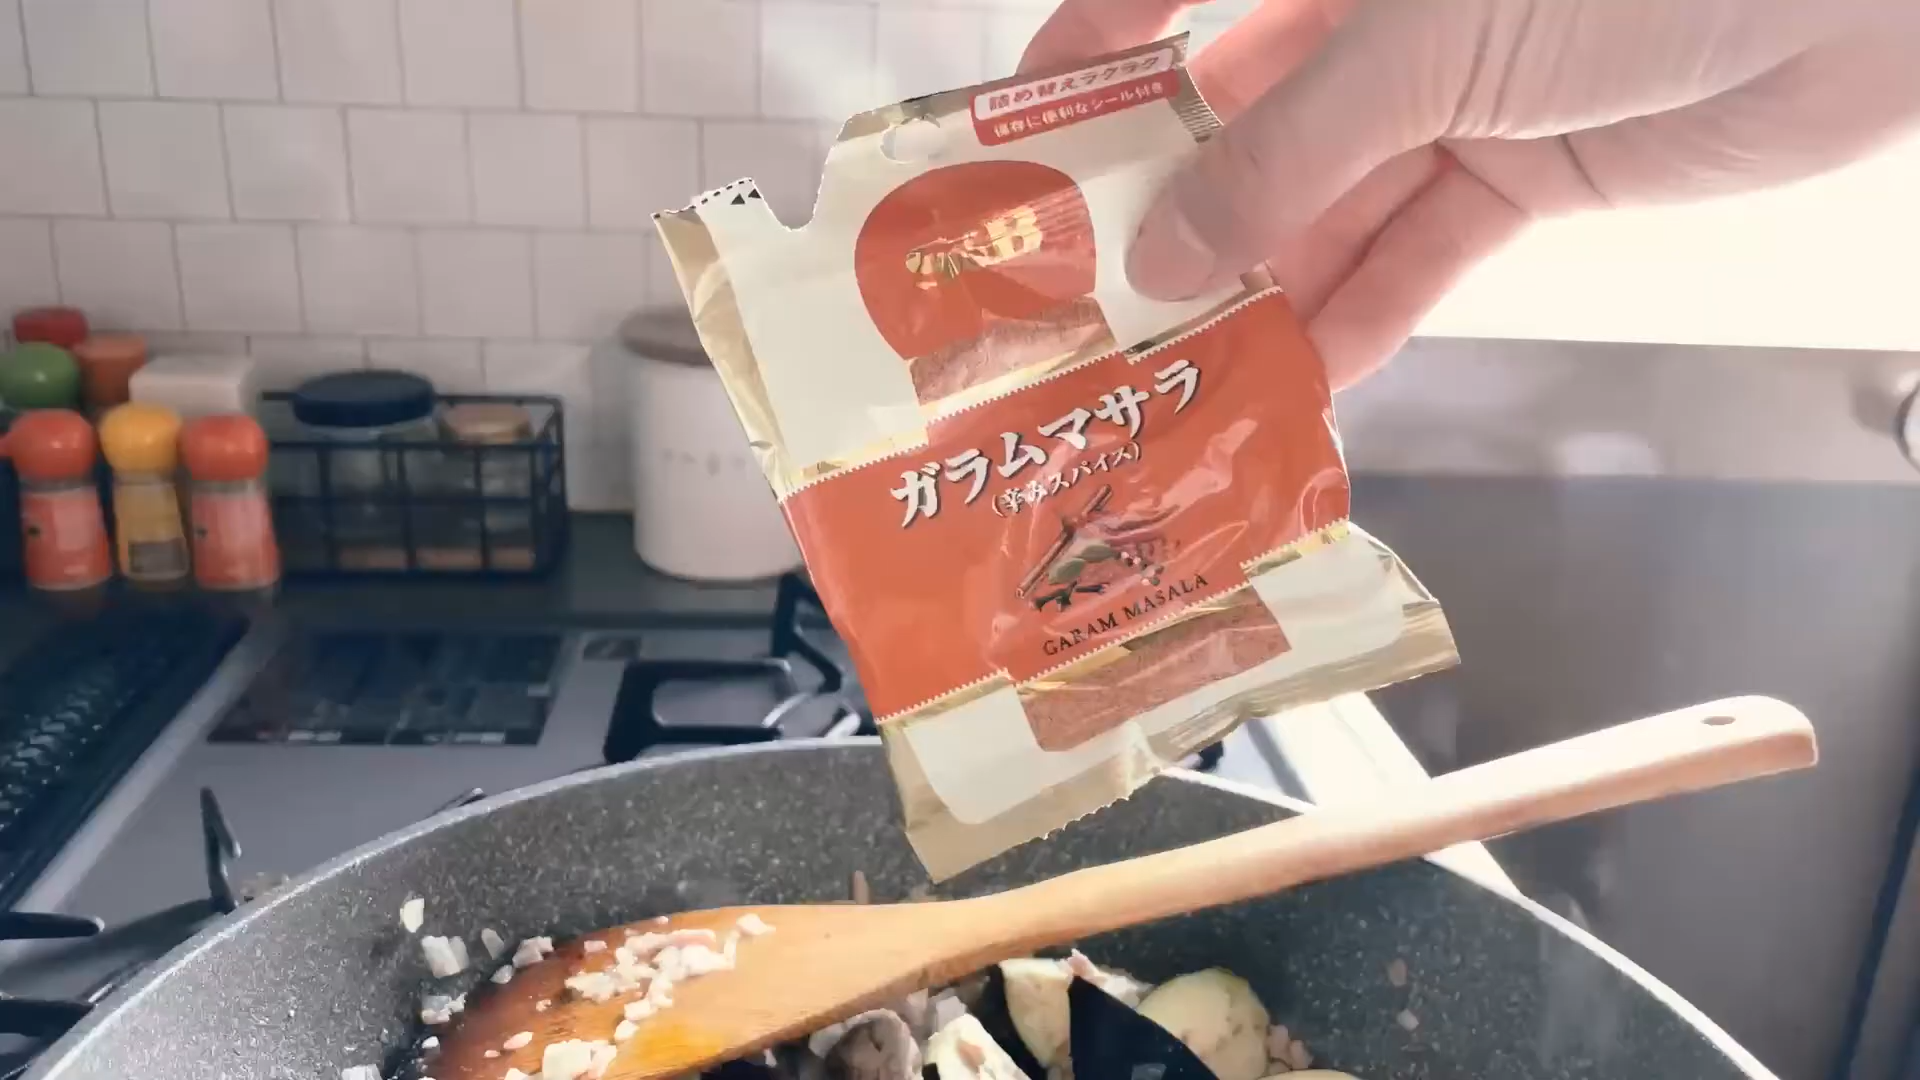 詰め替えラクラク
保存に便利なシール付き
S&B
ガラムマサラ
(辛みスパイス)
GARAM MASALA